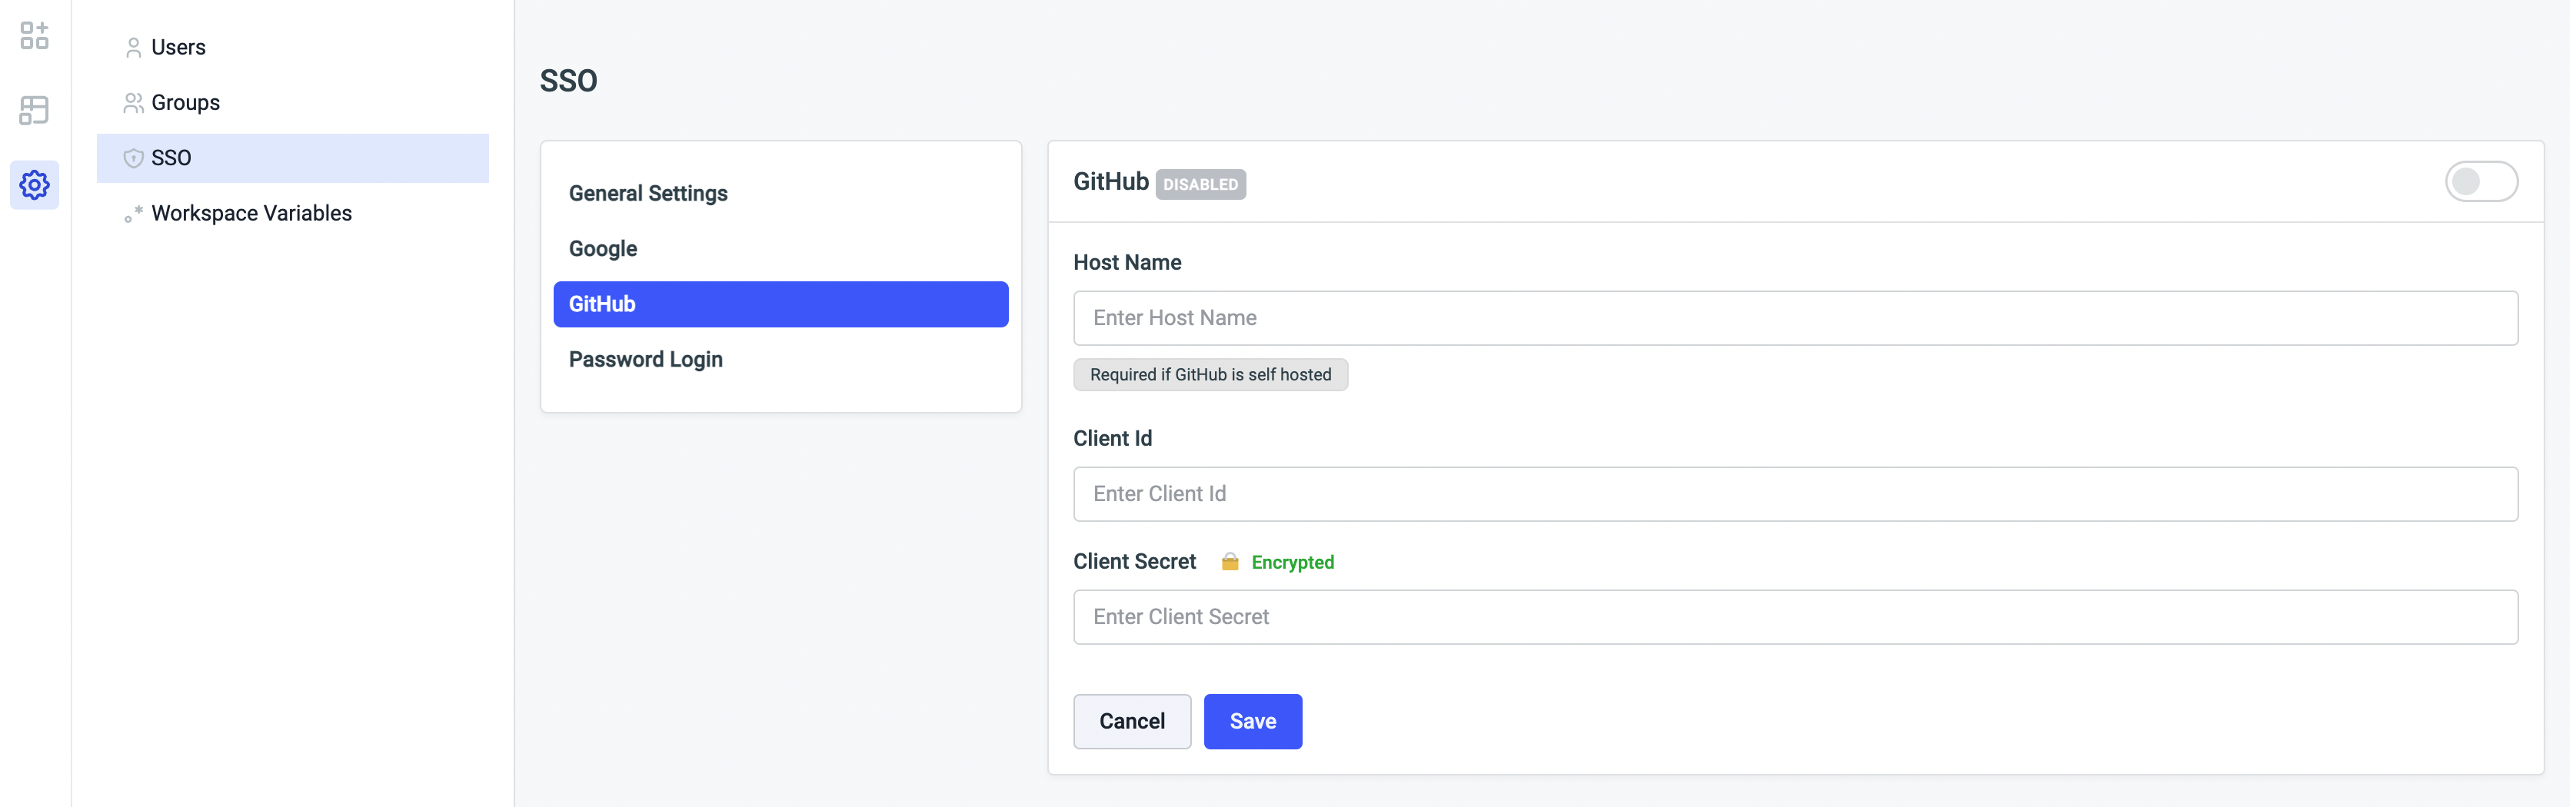 Users
Groups
SSO
Workspace Variables
SSO
General Settings
Google
GitHub
Password Login
GitHub DISABLED
Host Name
Enter Host Name
Required if GitHub is self hosted
Client Id
Enter Client Id
Client Secret Encrypted
Enter Client Secret
Cancel Save